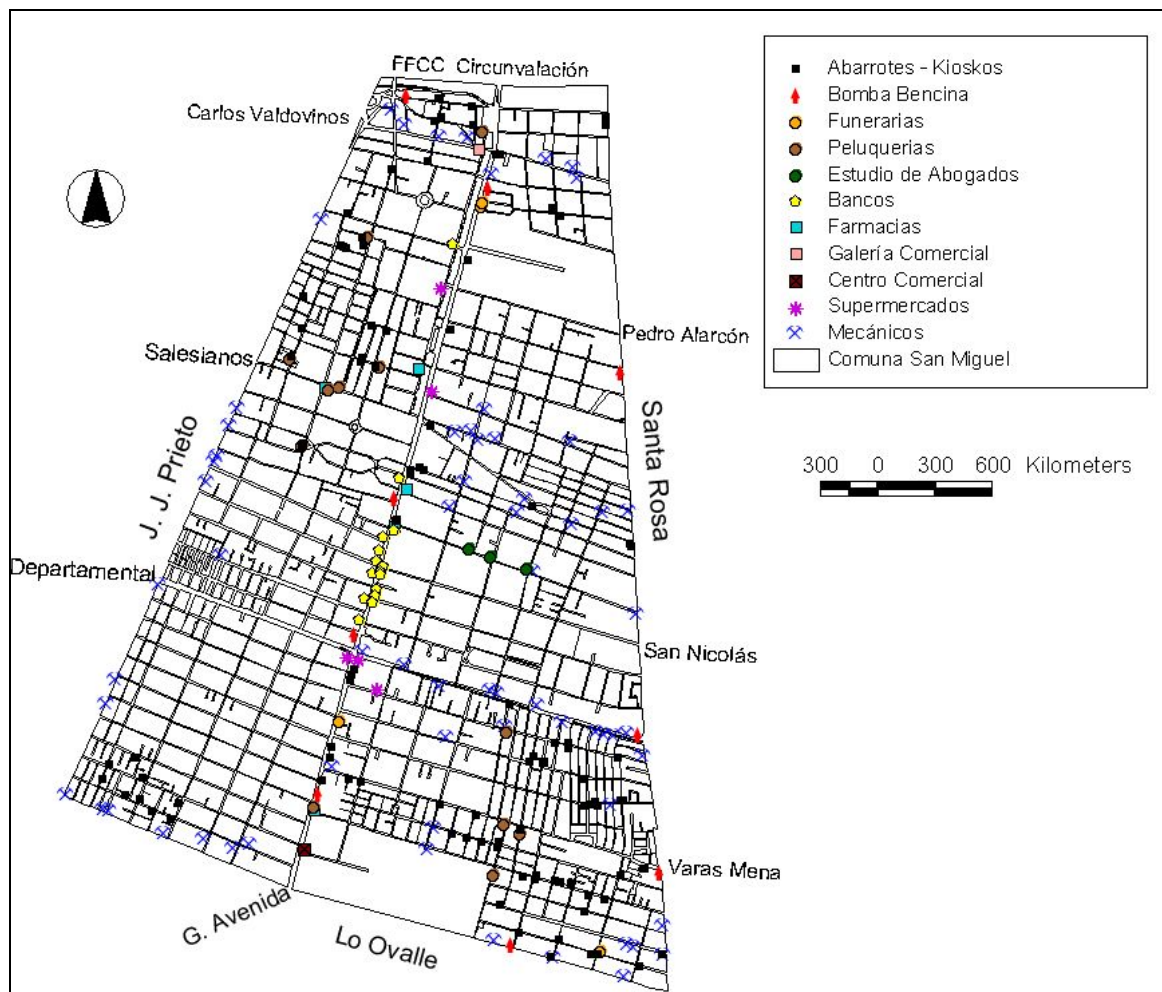 FFCC Circunvalación
Carlos Valdovinos
Pedro Alarcón
Salesianos
Santa Rosa
J. J. Prieto
Departamental
San Nicolás
Varas Mena
G. Avenida
Lo Ovalle
Abarrotes - Kioskos
Bomba Bencina
Funerarias
Peluquerias
Estudio de Abogados
Bancos
Farmacias
Galería Comercial
Centro Comercial
Supermercados
Mecánicos
Comuna San Miguel
300 0 300 600 Kilometers